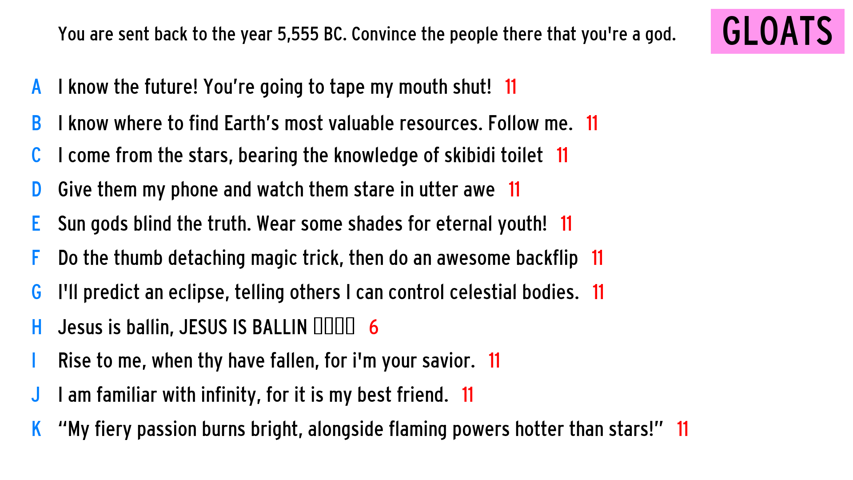 You are sent back to the year 5,555 BC. Convince the people there that you're a god.
GLOATS
A I know the future! You’re going to tape my mouth shut! 11
B I know where to find Earth’s most valuable resources. Follow me. 11
C I come from the stars, bearing the knowledge of skibidi toilet 11
D Give them my phone and watch them stare in utter awe 11
E Sun gods blind the truth. Wear some shades for eternal youth! 11
F Do the thumb detaching magic trick, then do an awesome backflip 11
G I'll predict an eclipse, telling others I can control celestial bodies. 11
H Jesus is ballin, JESUS IS BALLIN 6
I Rise to me, when thy have fallen, for i'm your savior. 11
J I am familiar with infinity, for it is my best friend. 11
K “My fiery passion burns bright, alongside flaming powers hotter than stars!” 11